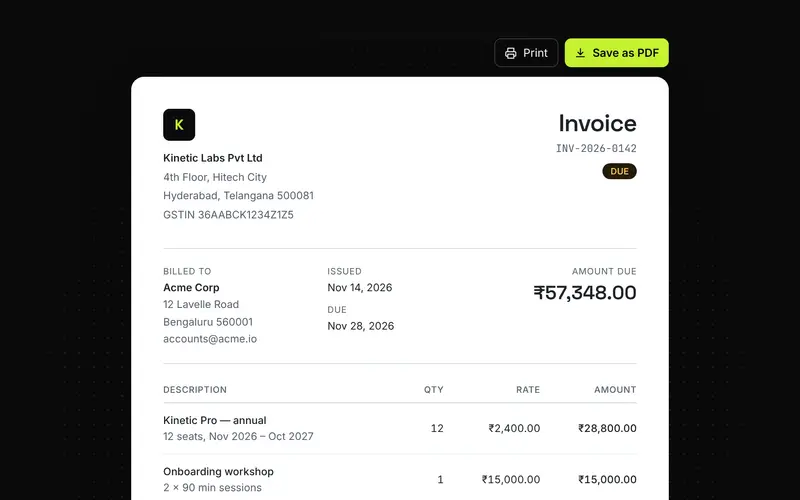 Print
Save as PDF
K
Invoice
INV-2026-0142
DUE
Kinetic Labs Pvt Ltd
4th Floor, Hitech City
Hyderabad, Telangana 500081
GSTIN 36AABCK1234Z1Z5
BILLED TO
Acme Corp
12 Lavelle Road
Bengaluru 560001
accounts@acme.io
ISSUED
Nov 14, 2026
DUE
Nov 28, 2026
AMOUNT DUE
₹57,348.00
DESCRIPTION QTY RATE AMOUNT
Kinetic Pro — annual
12 seats, Nov 2026 – Oct 2027
12 ₹2,400.00 ₹28,800.00
Onboarding workshop
2 × 90 min sessions
1 ₹15,000.00 ₹15,000.00